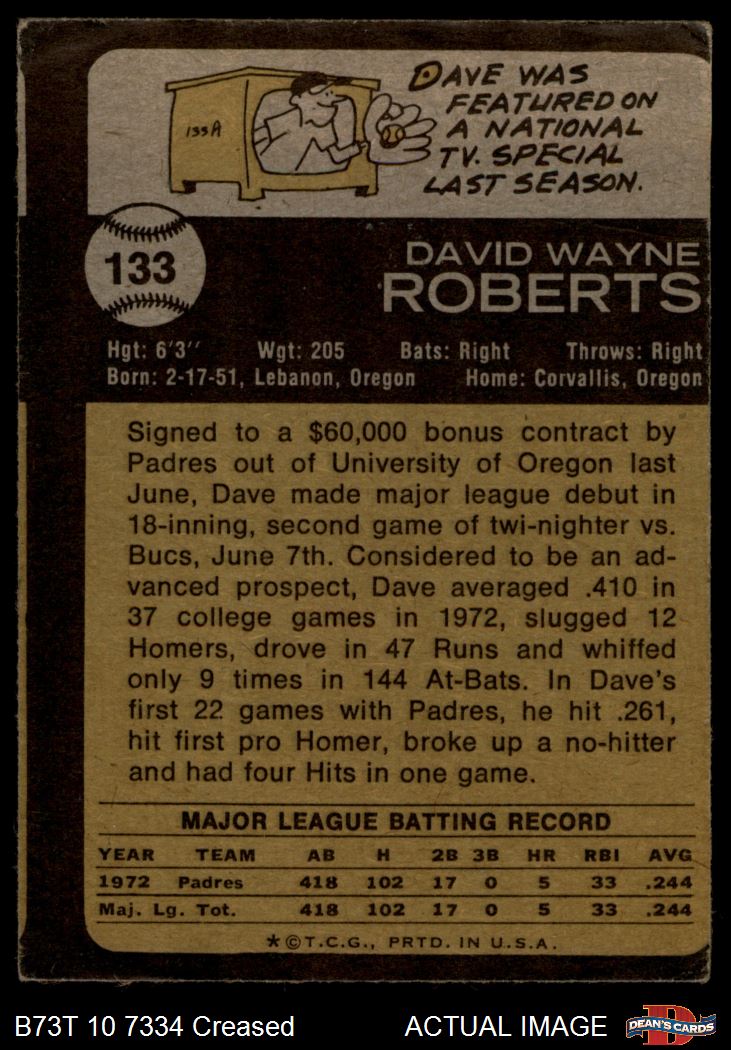 DAVE WAS
FEATURED ON
A NATIONAL
TV. SPECIAL
LAST SEASON.
133A
133
DAVID WAYNE
ROBERTS
Hgt: 6'3'' Wgt: 205 Bats: Right Throws: Right
Born: 2-17-51, Lebanon, Oregon Home: Corvallis, Oregon
Signed to a $60,000 bonus contract by
Padres out of University of Oregon last
June, Dave made major league debut in
18-inning, second game of twi-nighter vs.
Bucs, June 7th. Considered to be an ad-
vanced prospect, Dave averaged .410 in
37 college games in 1972, slugged 12
Homers, drove in 47 Runs and whiffed
only 9 times in 144 At-Bats. In Dave's
first 22 games with Padres, he hit .261,
hit first pro Homer, broke up a no-hitter
and had four Hits in one game.
MAJOR LEAGUE BATTING RECORD
YEAR TEAM AB H 2B 3B HR RBI AVG
1972 Padres 418 102 17 0 5 33 .244
Maj. Lg. Tot. 418 102 17 0 5 33 .244
*©T.C.G., PRTD. IN U.S.A.
B73T 10 7334 Creased ACTUAL IMAGE
D
DEAN'S CARDS